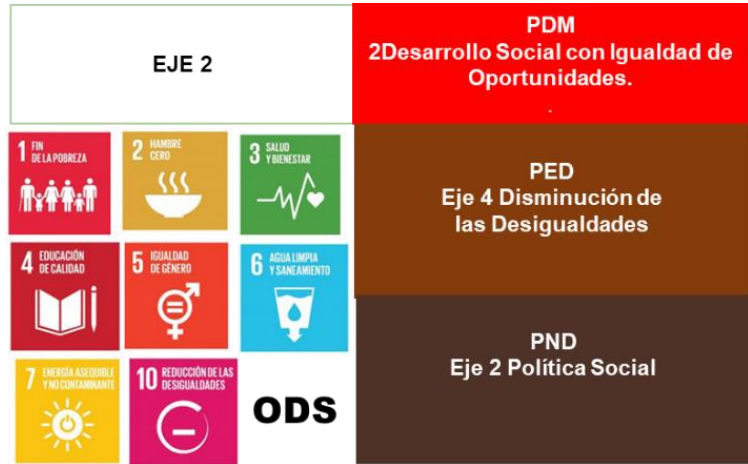 EJE 2
PDM
2Desarrollo Social con Igualdad de
Oportunidades.
.
1 FIN
DE LA POBREZA
2 HAMBRE
CERO
3 SALUD
Y BIENESTAR
PED
Eje 4 Disminución de
las Desigualdades
4 EDUCACIÓN
DE CALIDAD
5 IGUALDAD
DE GÉNERO
6 AGUA LIMPIA
Y SANEAMIENTO
PND
Eje 2 Política Social
7 ENERGÍA ASEQUIBLE
Y NO CONTAMINANTE
10 REDUCCIÓN DE LAS
DESIGUALDADES
ODS